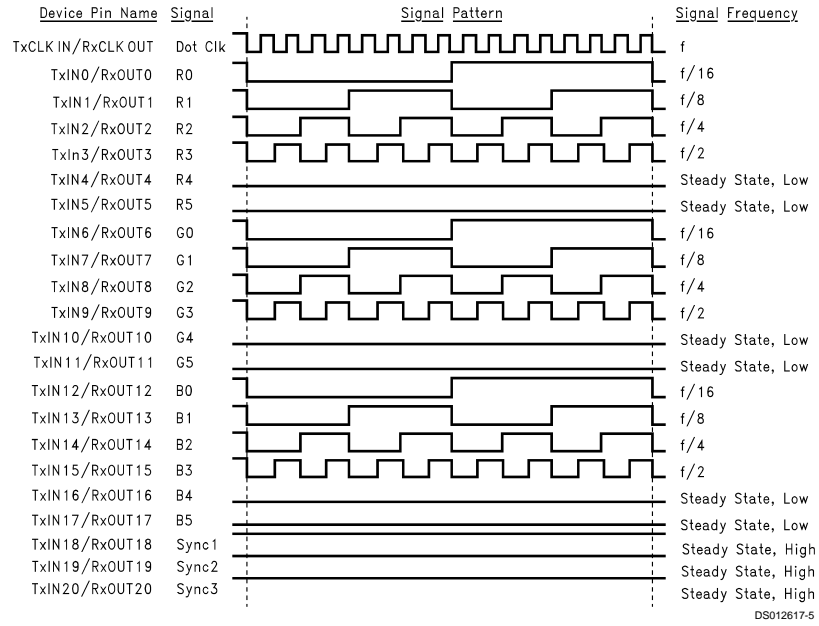 Device Pin Name Signal Signal Pattern Signal Frequency
TxCLK IN/RxCLK OUT Dot Clk f
TxIN0/RxOUT0 R0 f/16
TxIN1/RxOUT1 R1 f/8
TxIN2/RxOUT2 R2 f/4
TxIn3/RxOUT3 R3 f/2
TxIN4/RxOUT4 R4 Steady State, Low
TxIN5/RxOUT5 R5 Steady State, Low
TxIN6/RxOUT6 G0 f/16
TxIN7/RxOUT7 G1 f/8
TxIN8/RxOUT8 G2 f/4
TxIN9/RxOUT9 G3 f/2
TxIN10/RxOUT10 G4 Steady State, Low
TxIN11/RxOUT11 G5 Steady State, Low
TxIN12/RxOUT12 B0 f/16
TxIN13/RxOUT13 B1 f/8
TxIN14/RxOUT14 B2 f/4
TxIN15/RxOUT15 B3 f/2
TxIN16/RxOUT16 B4 Steady State, Low
TxIN17/RxOUT17 B5 Steady State, Low
TxIN18/RxOUT18 Sync1 Steady State, High
TxIN19/RxOUT19 Sync2 Steady State, High
TxIN20/RxOUT20 Sync3 Steady State, High
DS012617-5